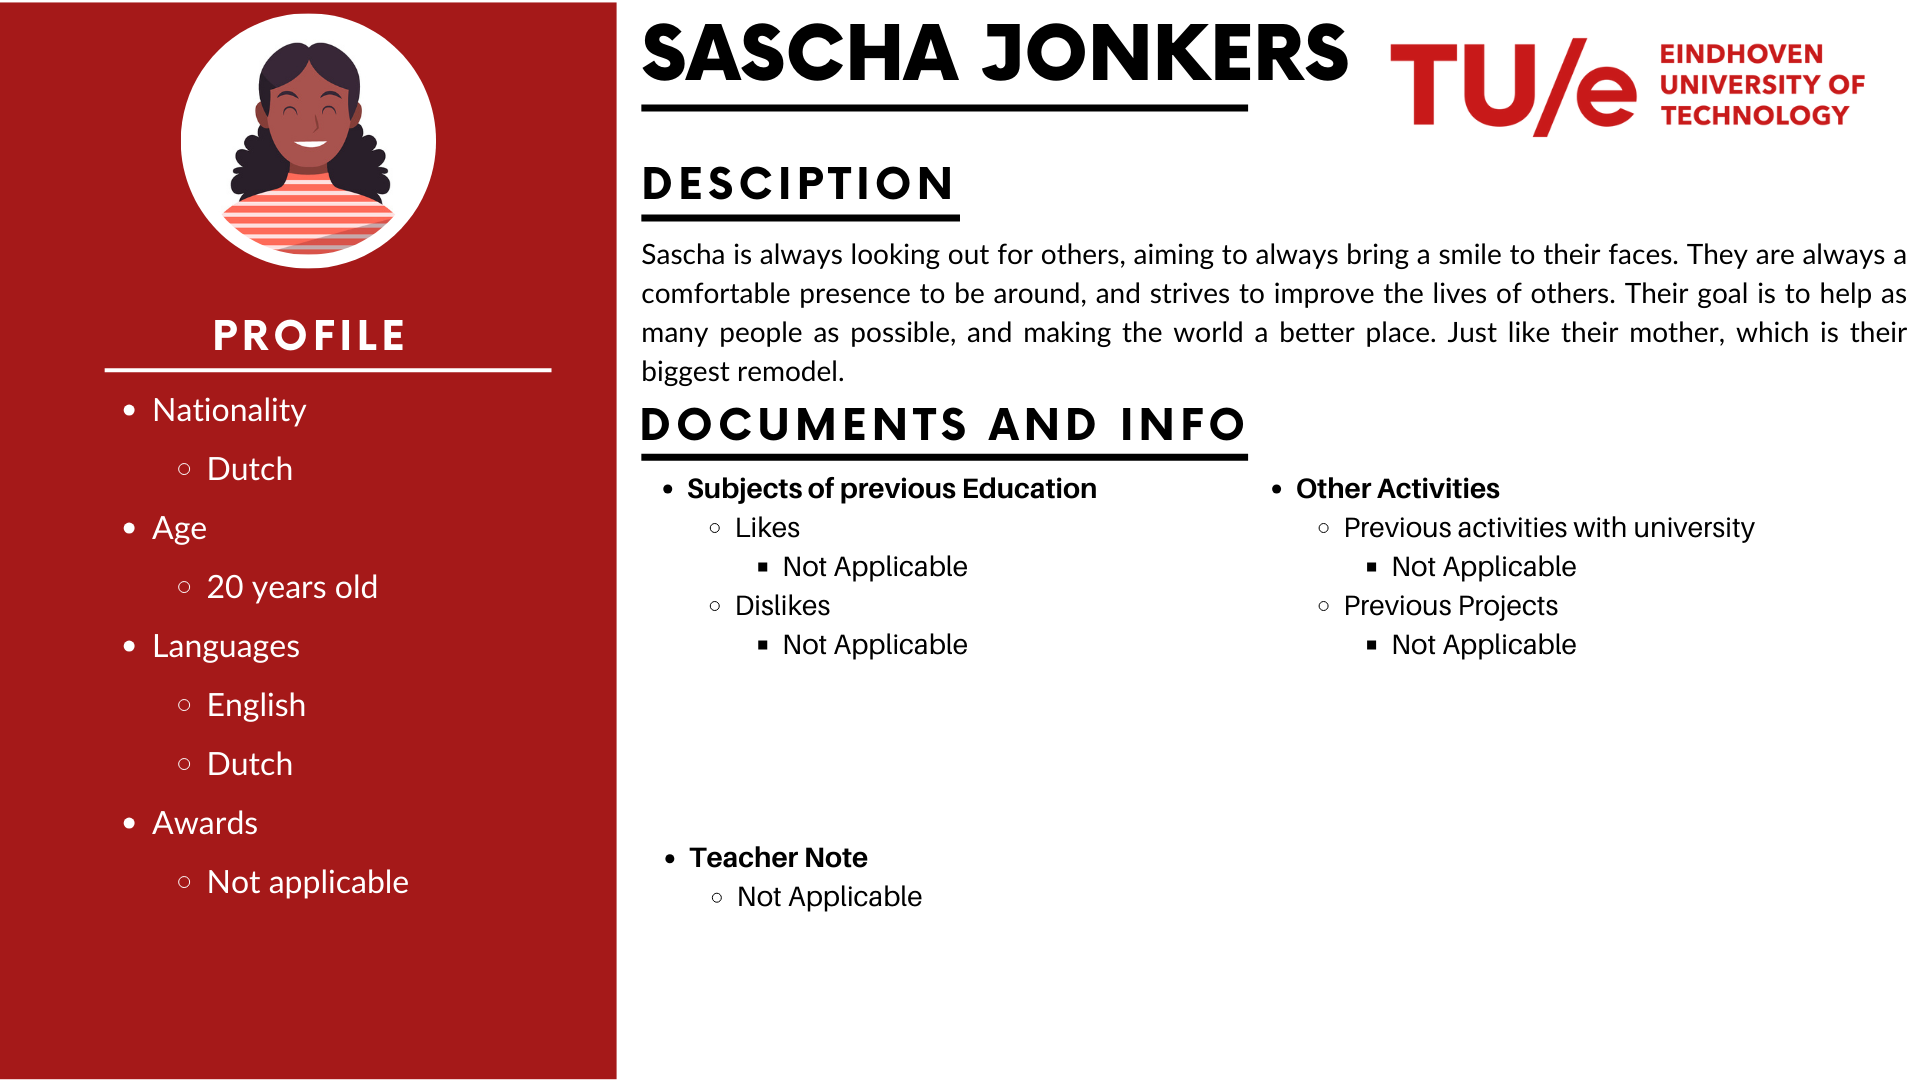 SASCHA JONKERS
TU/e
EINDHOVEN
UNIVERSITY OF
TECHNOLOGY
PROFILE
Nationality
Dutch
Age
20 years old
Languages
English
Dutch
Awards
Not applicable
DESCIPTION
Sascha is always looking out for others, aiming to always bring a smile to their faces. They are always a
comfortable presence to be around, and strives to improve the lives of others. Their goal is to help as
many people as possible, and making the world a better place. Just like their mother, which is their
biggest remodel.
DOCUMENTS AND INFO
Subjects of previous Education
Likes
Not Applicable
Dislikes
Not Applicable
Other Activities
Previous activities with university
Not Applicable
Previous Projects
Not Applicable
Teacher Note
Not Applicable